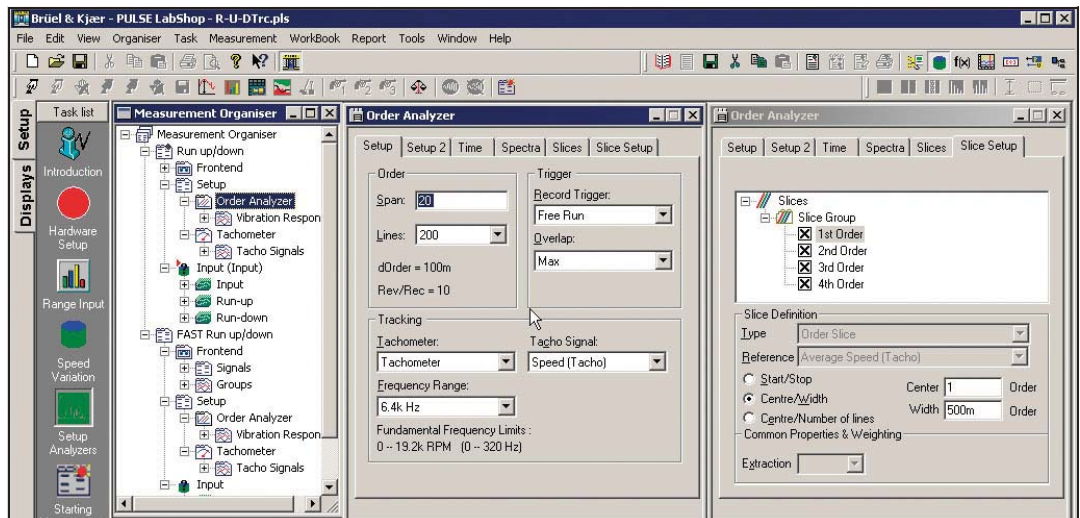 Brüel & Kjær - PULSE LabShop - R-U-DTrc.pls
File Edit View Organiser Task Measurement WorkBook Report Tools Window Help
Setup
Displays
Task list
Introduction
Hardware Setup
Range Input
Speed Variation
Setup Analyzers
Starting
Measurement Organiser
Measurement Organiser
Run up/down
Frontend
Setup
Order Analyzer
Vibration Respon
Tachometer
Tacho Signals
Input (Input)
Input
Run-up
Run-down
FAST Run up/down
Frontend
Signals
Groups
Setup
Order Analyzer
Vibration Respon
Tachometer
Tacho Signals
Input
Order Analyzer
Setup Setup 2 Time Spectra Slices Slice Setup
Order
Span: 20
Lines: 200
dOrder = 100m
Rev/Rec = 10
Trigger
Record Trigger:
Free Run
Overlap:
Max
Tracking
Tachometer:
Tachometer
Tacho Signal:
Speed (Tacho)
Frequency Range:
6.4k Hz
Fundamental Frequency Limits :
0 -- 19.2k RPM (0 -- 320 Hz)
Order Analyzer
Setup Setup 2 Time Spectra Slices Slice Setup
Slices
Slice Group
1st Order
2nd Order
3rd Order
4th Order
Slice Definition
Type Order Slice
Reference Average Speed (Tacho)
Start/Stop
Centre/Width
Centre/Number of lines
Center 1 Order
Width 500m Order
Common Properties & Weighting
Extraction